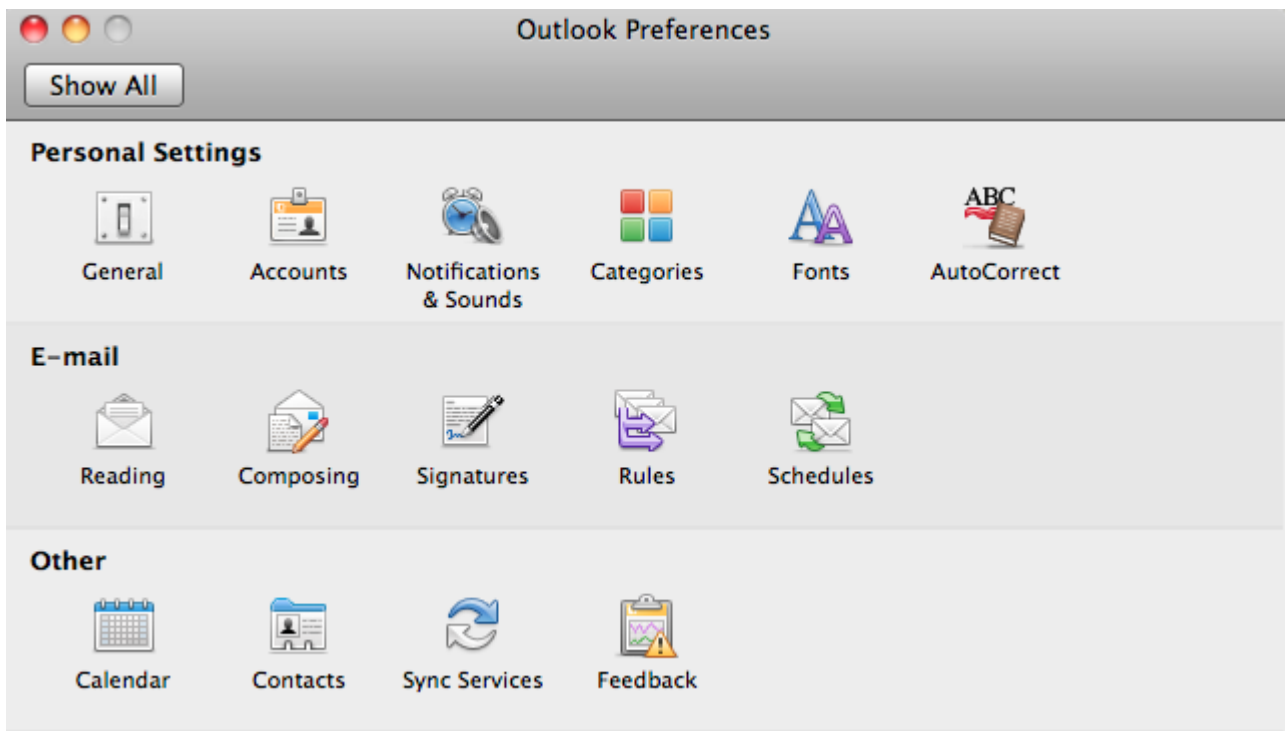 Outlook Preferences
Show All
Personal Settings
General Accounts Notifications & Sounds Categories Fonts ABC AutoCorrect
E-mail
Reading Composing Signatures Rules Schedules
Other
Calendar Contacts Sync Services Feedback